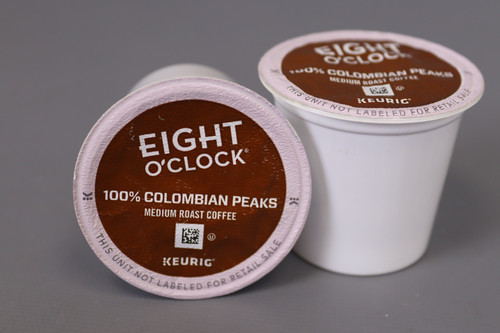 EIGHT
O'CLOCK®
100% COLOMBIAN PEAKS
MEDIUM ROAST COFFEE
KEURIG®
THIS UNIT NOT LABELED FOR RETAIL SALE
EIGHT
O'CLOCK
100% COLOMBIAN PEAKS
MEDIUM ROAST COFFEE
KEURIG
THIS UNIT NOT LABELED FOR RETAIL SALE